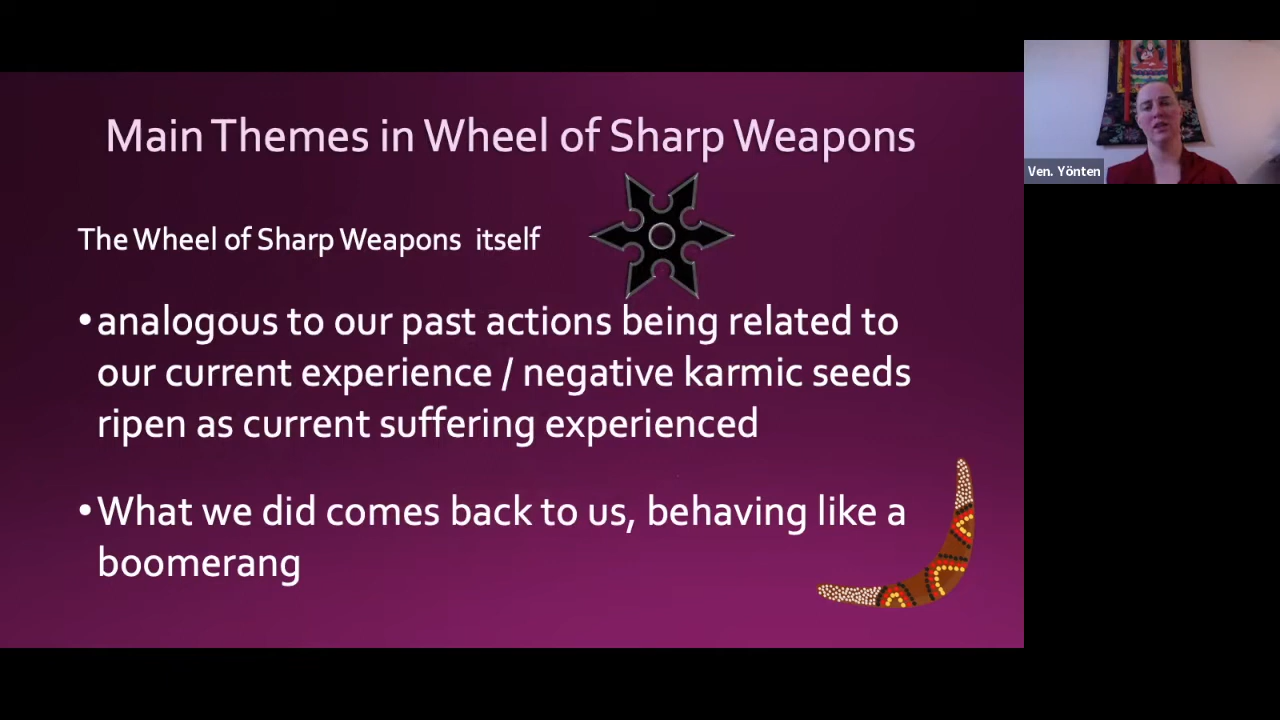 Main Themes in Wheel of Sharp Weapons
The Wheel of Sharp Weapons itself
•analogous to our past actions being related to
our current experience / negative karmic seeds
ripen as current suffering experienced
•What we did comes back to us, behaving like a
boomerang
Ven. Yönten